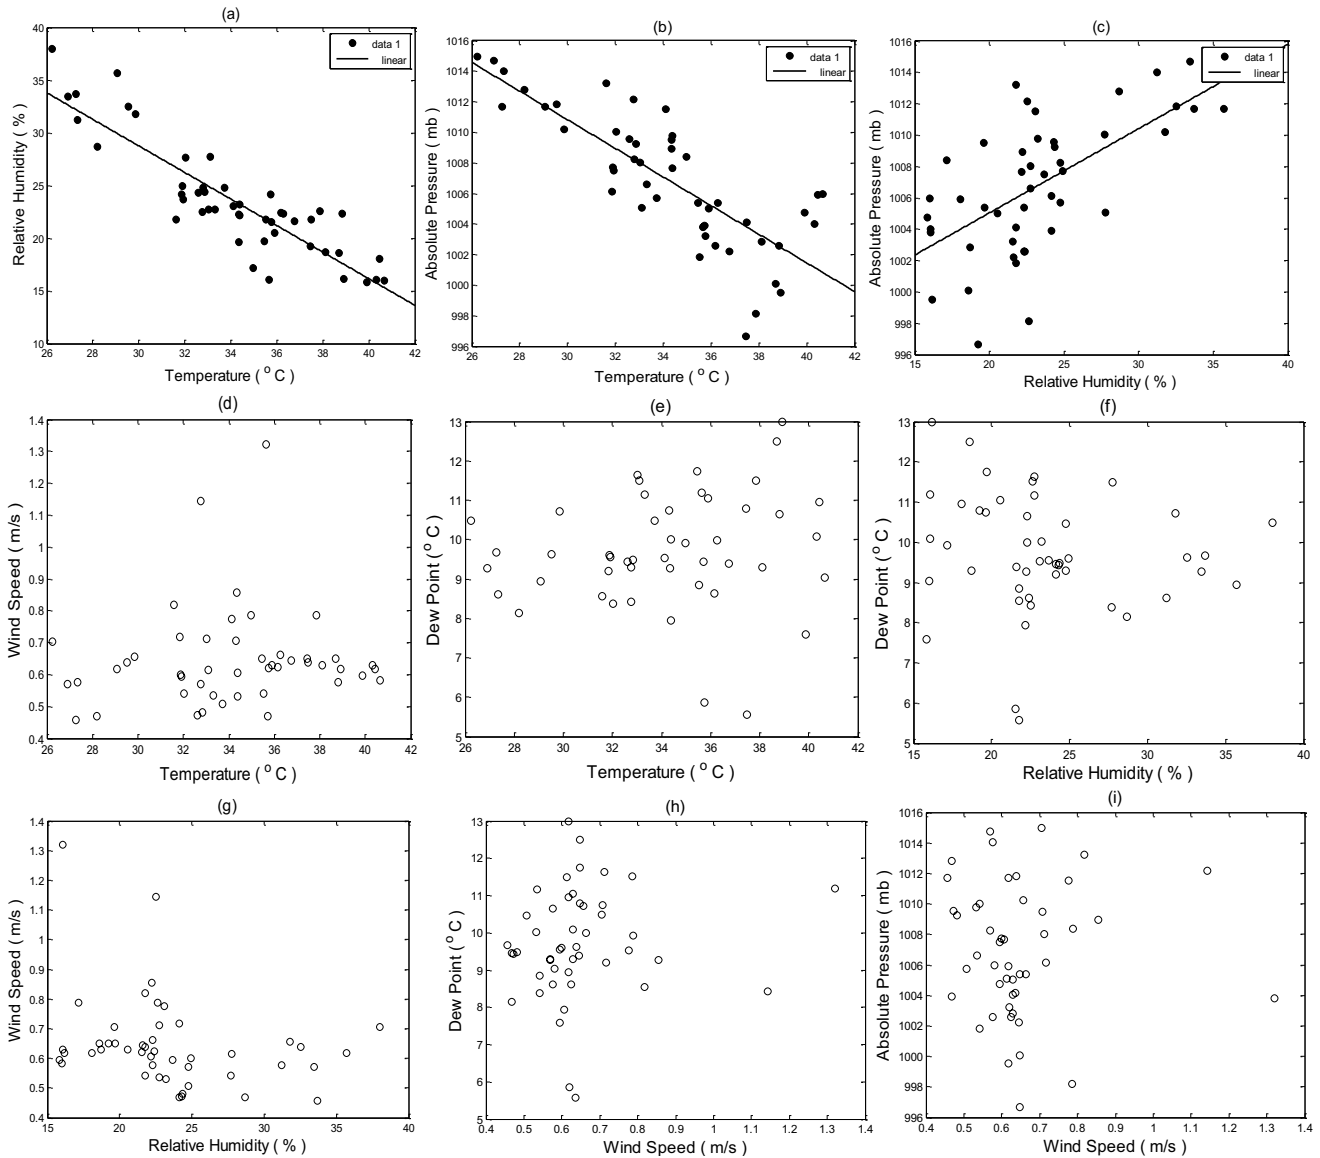 (a)
40
35
30
25
20
15
10
26 28 30 32 34 36 38 40 42
Relative Humidity ( % )
Temperature ( ° C )
data 1
linear
(b)
1016
1014
1012
1010
1008
1006
1004
1002
1000
998
996
26 28 30 32 34 36 38 40 42
Absolute Pressure ( mb )
Temperature ( ° C )
data 1
linear
(c)
1016
1014
1012
1010
1008
1006
1004
1002
1000
998
996
15 20 25 30 35 40
Absolute Pressure ( mb )
Relative Humidity ( % )
data 1
linear
(d)
1.4
1.3
1.2
1.1
1
0.9
0.8
0.7
0.6
0.5
0.4
26 28 30 32 34 36 38 40 42
Wind Speed ( m/s )
Temperature ( ° C )
(e)
13
12
11
10
9
8
7
6
5
26 28 30 32 34 36 38 40 42
Dew Point ( ° C )
Temperature ( ° C )
(f)
13
12
11
10
9
8
7
6
5
15 20 25 30 35 40
Dew Point ( ° C )
Relative Humidity ( % )
(g)
1.4
1.3
1.2
1.1
1
0.9
0.8
0.7
0.6
0.5
0.4
15 20 25 30 35 40
Wind Speed ( m/s )
Relative Humidity ( % )
(h)
13
12
11
10
9
8
7
6
5
0.4 0.5 0.6 0.7 0.8 0.9 1 1.1 1.2 1.3 1.4
Dew Point ( ° C )
Wind Speed ( m/s )
(i)
1016
1014
1012
1010
1008
1006
1004
1002
1000
998
996
0.4 0.5 0.6 0.7 0.8 0.9 1 1.1 1.2 1.3 1.4
Absolute Pressure ( mb )
Wind Speed ( m/s )